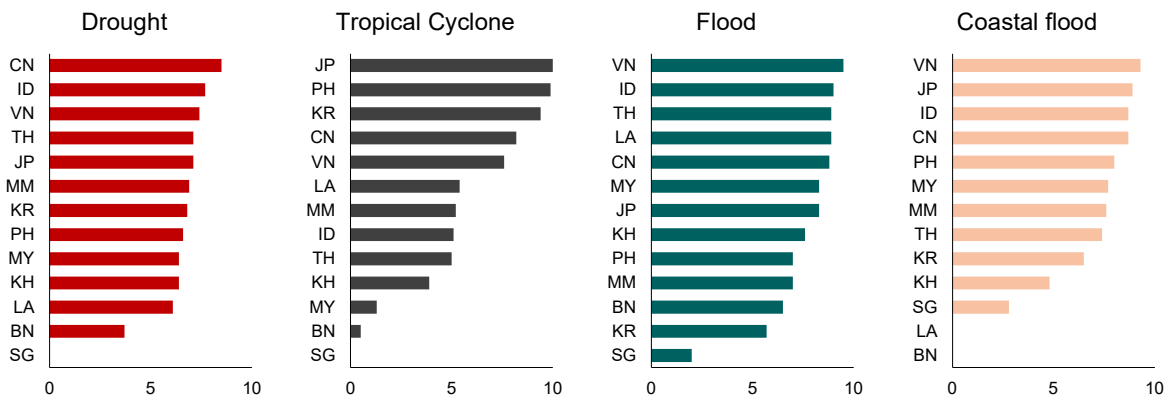 Drought
CN
ID
VN
TH
JP
MM
KR
PH
MY
KH
LA
BN
SG
0 5 10
Tropical Cyclone
JP
PH
KR
CN
VN
LA
MM
ID
TH
KH
MY
BN
SG
0 5 10
Flood
VN
ID
TH
LA
CN
MY
JP
KH
PH
MM
BN
KR
SG
0 5 10
Coastal flood
VN
JP
ID
CN
PH
MY
MM
TH
KR
KH
SG
LA
BN
0 5 10